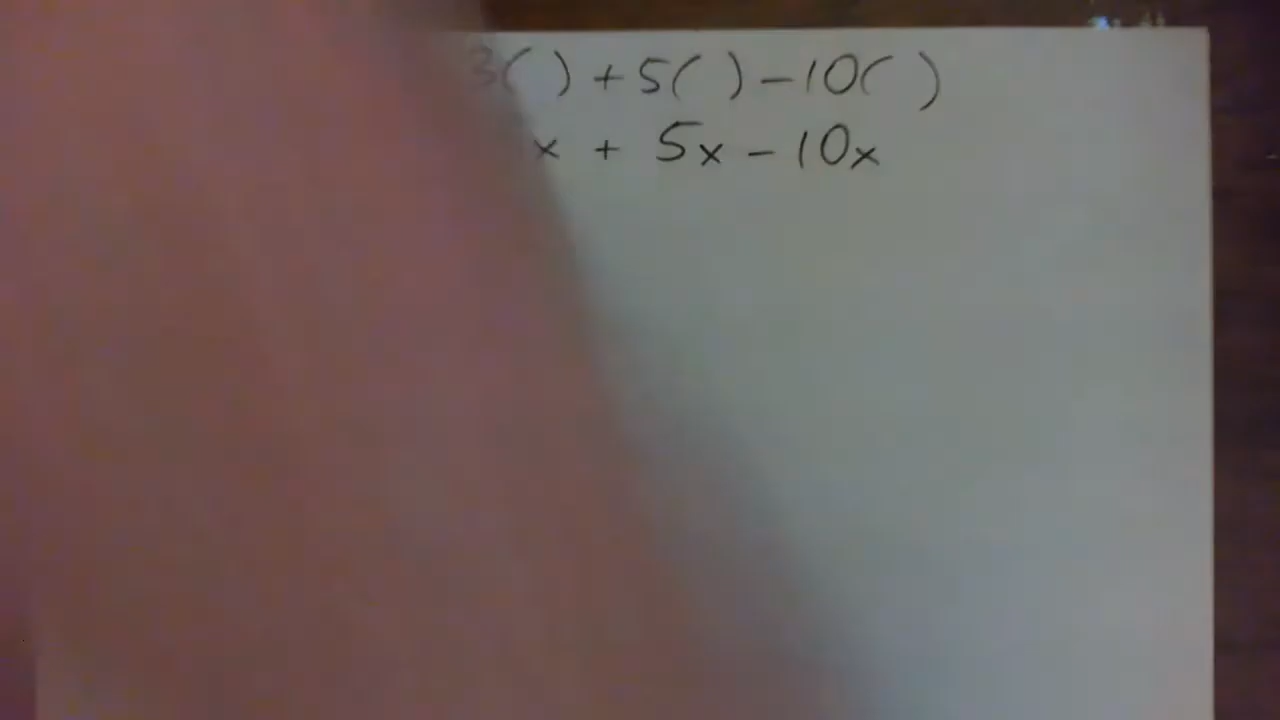 3( ) + 5( ) - 10( )
x + 5x - 10x